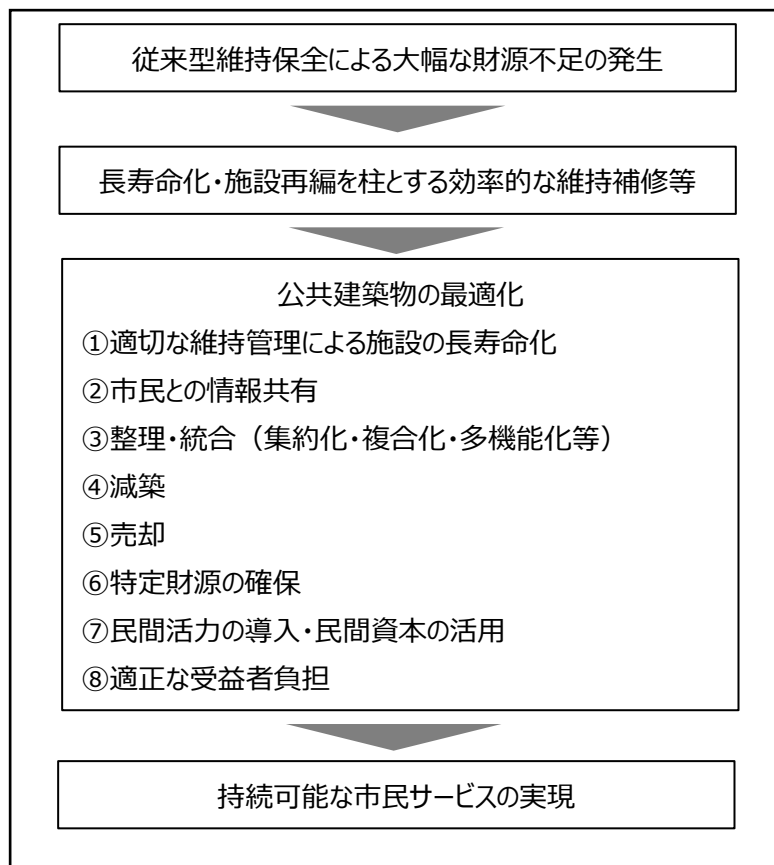 従来型維持保全による大幅な財源不足の発生
長寿命化・施設再編を柱とする効率的な維持補修等
公共建築物の最適化
①適切な維持管理による施設の長寿命化
②市民との情報共有
③整理・統合（集約化・複合化・多機能化等）
④減築
⑤売却
⑥特定財源の確保
⑦民間活力の導入・民間資本の活用
⑧適正な受益者負担
持続可能な市民サービスの実現